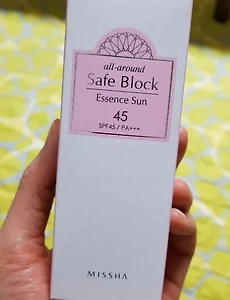 all-around
Safe Block
Essence Sun
45
SPF45 / PA+++
MISSHA